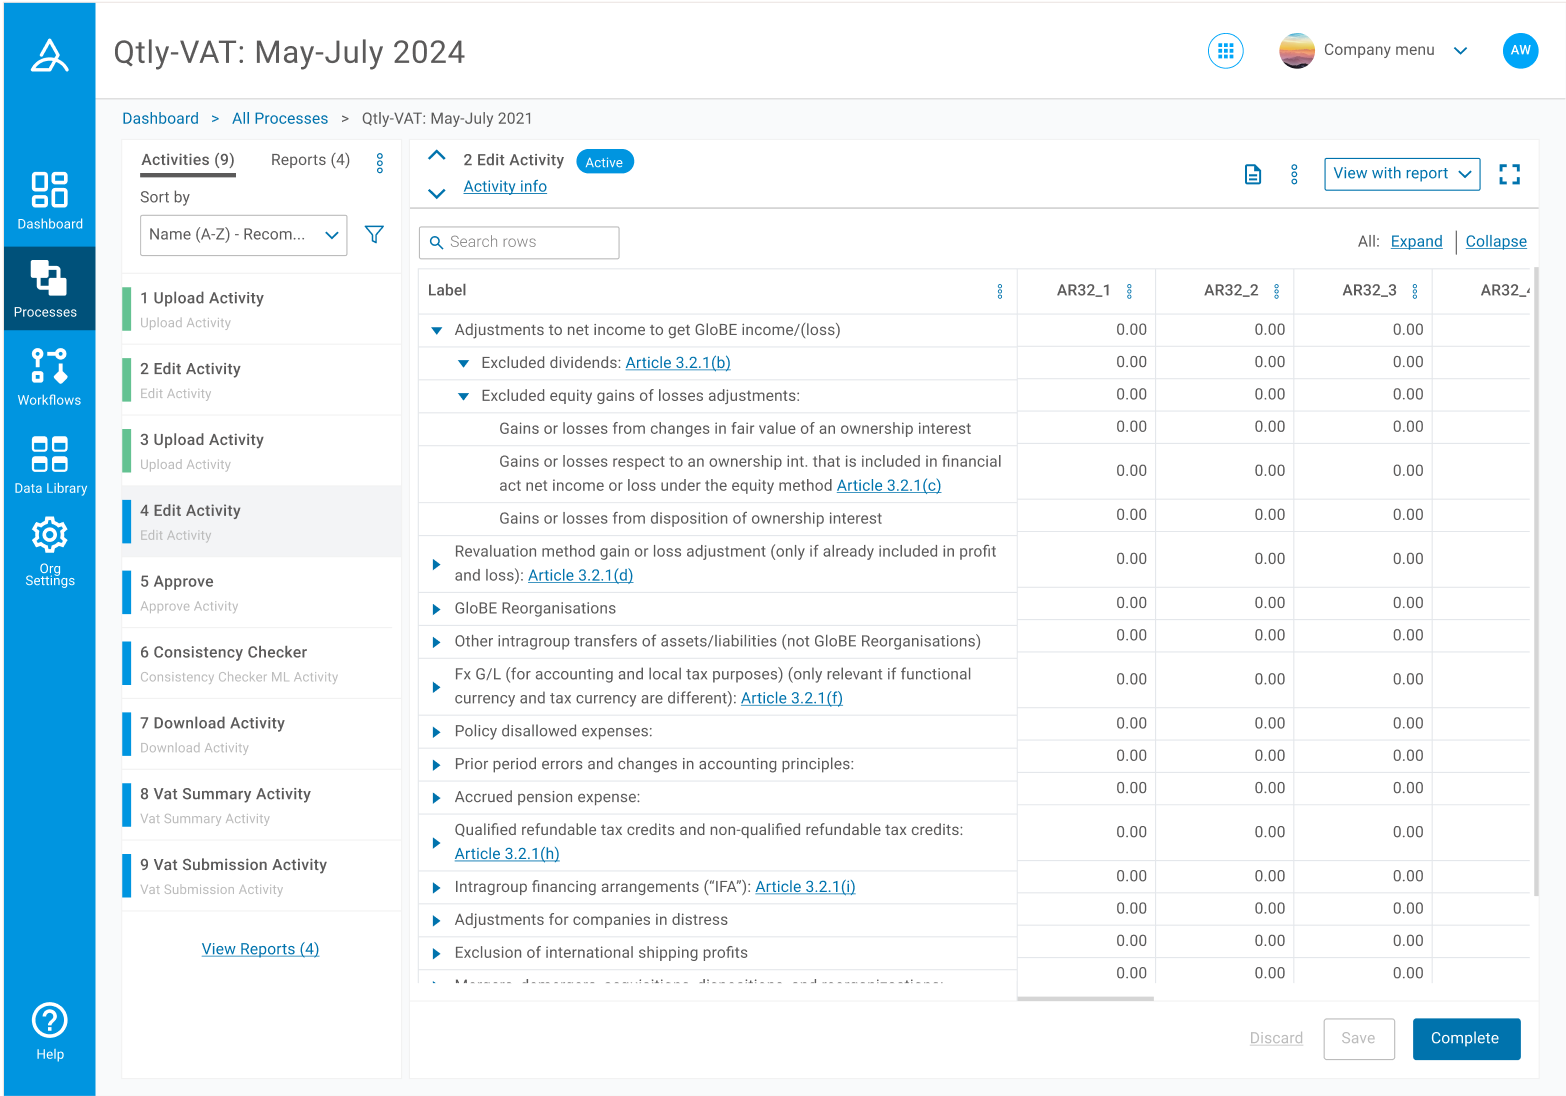 Qtly-VAT: May-July 2024
Company menu
AW
Dashboard > All Processes > Qtly-VAT: May-July 2021
Dashboard
Processes
Workflows
Data Library
Org
Settings
Help
Activities (9)
Reports (4)
Sort by
Name (A-Z) - Recom...
1 Upload Activity
Upload Activity
2 Edit Activity
Edit Activity
3 Upload Activity
Upload Activity
4 Edit Activity
Edit Activity
5 Approve
Approve Activity
6 Consistency Checker
Consistency Checker ML Activity
7 Download Activity
Download Activity
8 Vat Summary Activity
Vat Summary Activity
9 Vat Submission Activity
Vat Submission Activity
View Reports (4)
2 Edit Activity Active
Activity info
View with report
Search rows
All: Expand Collapse
Label AR32_1 AR32_2 AR32_3 AR32_4
Adjustments to net income to get GloBE income/(loss) 0.00 0.00 0.00
Excluded dividends: Article 3.2.1(b) 0.00 0.00 0.00
Excluded equity gains of losses adjustments: 0.00 0.00 0.00
Gains or losses from changes in fair value of an ownership interest 0.00 0.00 0.00
Gains or losses respect to an ownership int. that is included in financial
act net income or loss under the equity method Article 3.2.1(c) 0.00 0.00 0.00
Gains or losses from disposition of ownership interest 0.00 0.00 0.00
Revaluation method gain or loss adjustment (only if already included in profit
and loss): Article 3.2.1(d) 0.00 0.00 0.00
GloBE Reorganisations 0.00 0.00 0.00
Other intragroup transfers of assets/liabilities (not GloBE Reorganisations) 0.00 0.00 0.00
Fx G/L (for accounting and local tax purposes) (only relevant if functional
currency and tax currency are different): Article 3.2.1(f) 0.00 0.00 0.00
Policy disallowed expenses: 0.00 0.00 0.00
Prior period errors and changes in accounting principles: 0.00 0.00 0.00
Accrued pension expense: 0.00 0.00 0.00
Qualified refundable tax credits and non-qualified refundable tax credits:
Article 3.2.1(h) 0.00 0.00 0.00
Intragroup financing arrangements (“IFA”): Article 3.2.1(i) 0.00 0.00 0.00
Adjustments for companies in distress 0.00 0.00 0.00
Exclusion of international shipping profits 0.00 0.00 0.00
Mergers, demergers, acquisitions, dispositions, and reorganizations: 0.00 0.00 0.00
Discard
Save
Complete